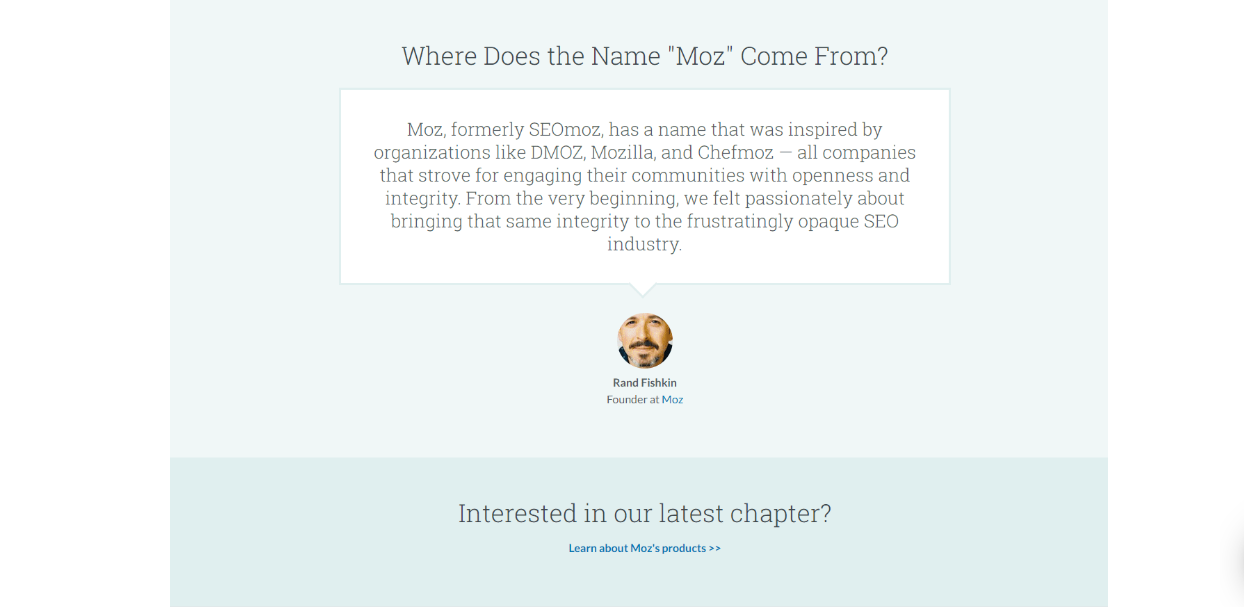 Where Does the Name "Moz" Come From?
Moz, formerly SEOmoz, has a name that was inspired by
organizations like DMOZ, Mozilla, and Chefmoz — all companies
that strove for engaging their communities with openness and
integrity. From the very beginning, we felt passionately about
bringing that same integrity to the frustratingly opaque SEO
industry.
Rand Fishkin
Founder at Moz
Interested in our latest chapter?
Learn about Moz's products >>